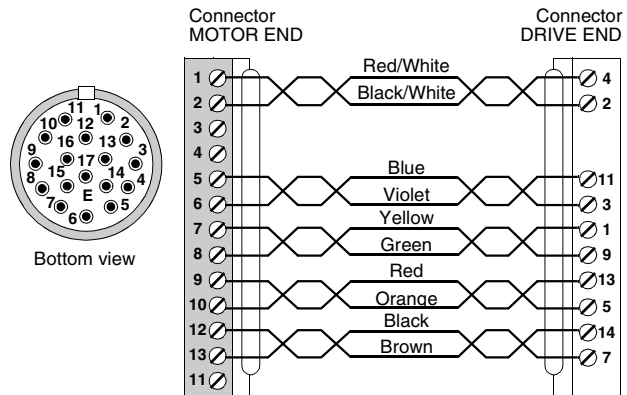 Connector
MOTOR END
Connector
DRIVE END
11 1
10 12 2
16 13
9 3
17
8 15 14 4
E
7 5
6
Bottom view
1 Red/White 4
2 Black/White 2
3
4
5 Blue 11
6 Violet 3
7 Yellow 1
8 Green 9
9 Red 13
10 Orange 5
12 Black 14
13 Brown 7
11